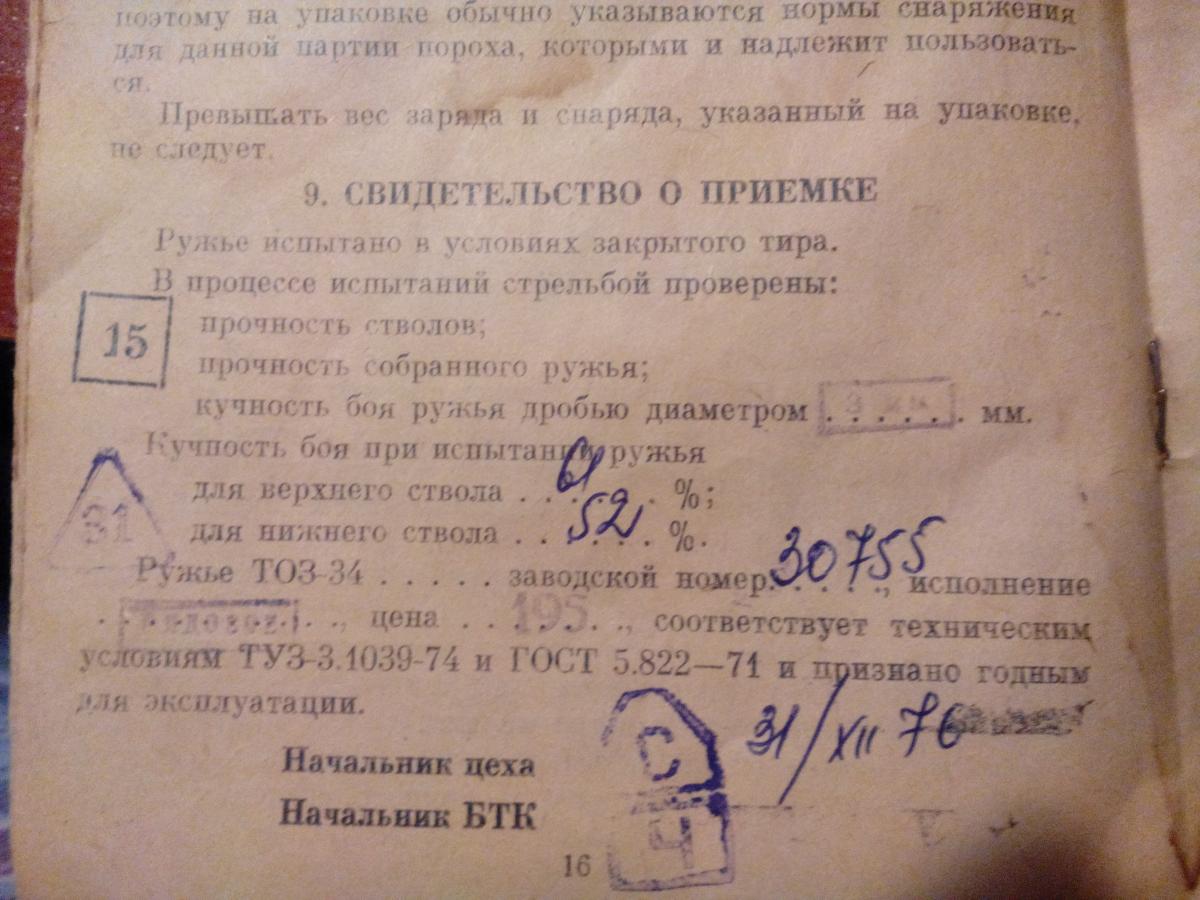 поэтому на упаковке обычно указываются нормы снаряжения
для данной партии пороха, которыми и надлежит пользовать-
ся.
Превышать вес заряда и снаряда, указанный на упаковке,
не следует.
9. СВИДЕТЕЛЬСТВО О ПРИЕМКЕ
Ружье испытано в условиях закрытого тира.
В процессе испытаний стрельбой проверены:
15
прочность стволов;
прочность собранного ружья;
кучность боя ружья дробью диаметром . . . . . . мм.
Кучность боя при испытании ружья
для верхнего ствола . . 61 . . %;
31
для нижнего ствола . . 52 . . %.
Ружье ТОЗ-34 . . . . . заводской номер 30755, исполнение
. . рядовое . ., цена . . 195 . ., соответствует техническим
условиям ТУЗ-3.1039-74 и ГОСТ 5.822—71 и признано годным
для эксплуатации.
31/XII 76
С
Начальник цеха
Начальник БТК
Ч
16